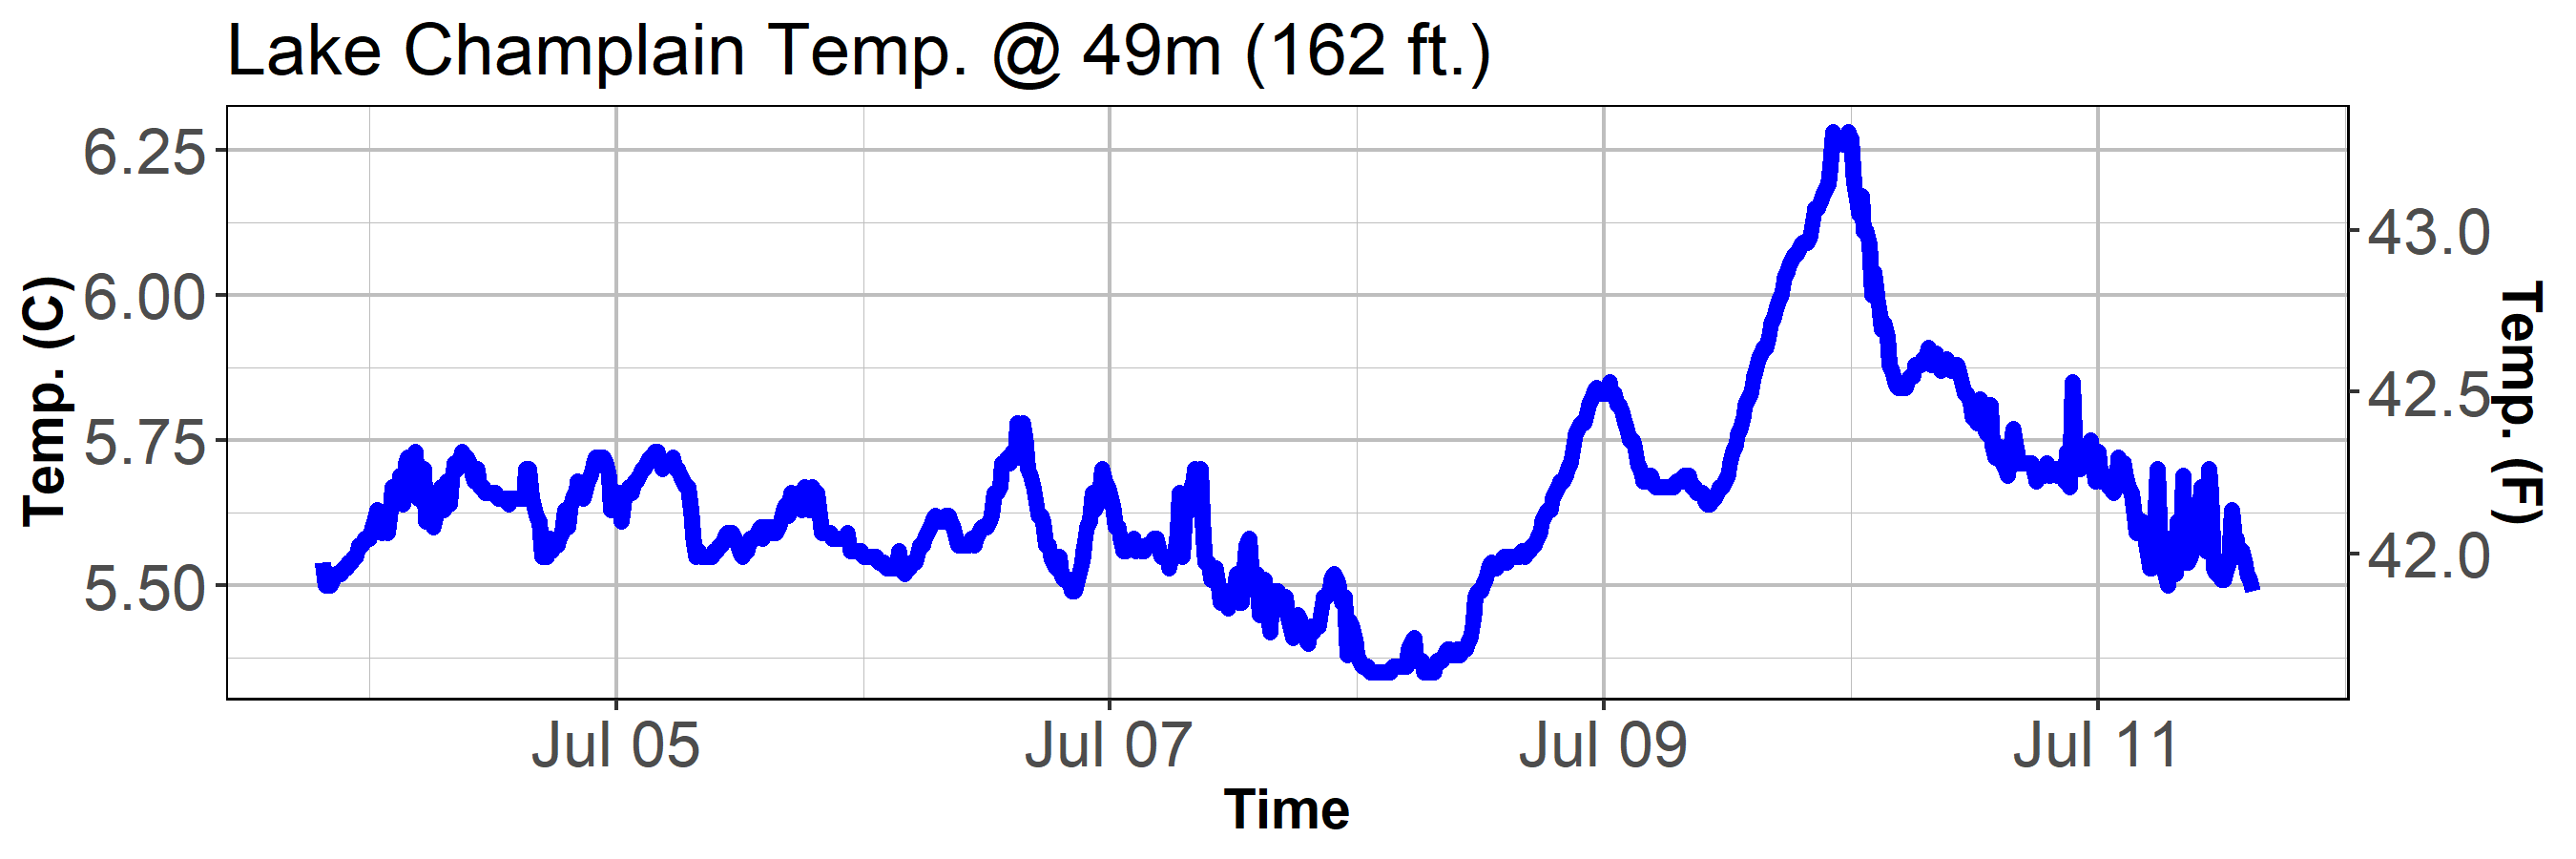 Lake Champlain Temp. @ 49m (162 ft.)
Temp. (C)
6.25
6.00
5.75
5.50
43.0
42.5
42.0
Temp. (F)
Jul 05
Jul 07
Jul 09
Jul 11
Time